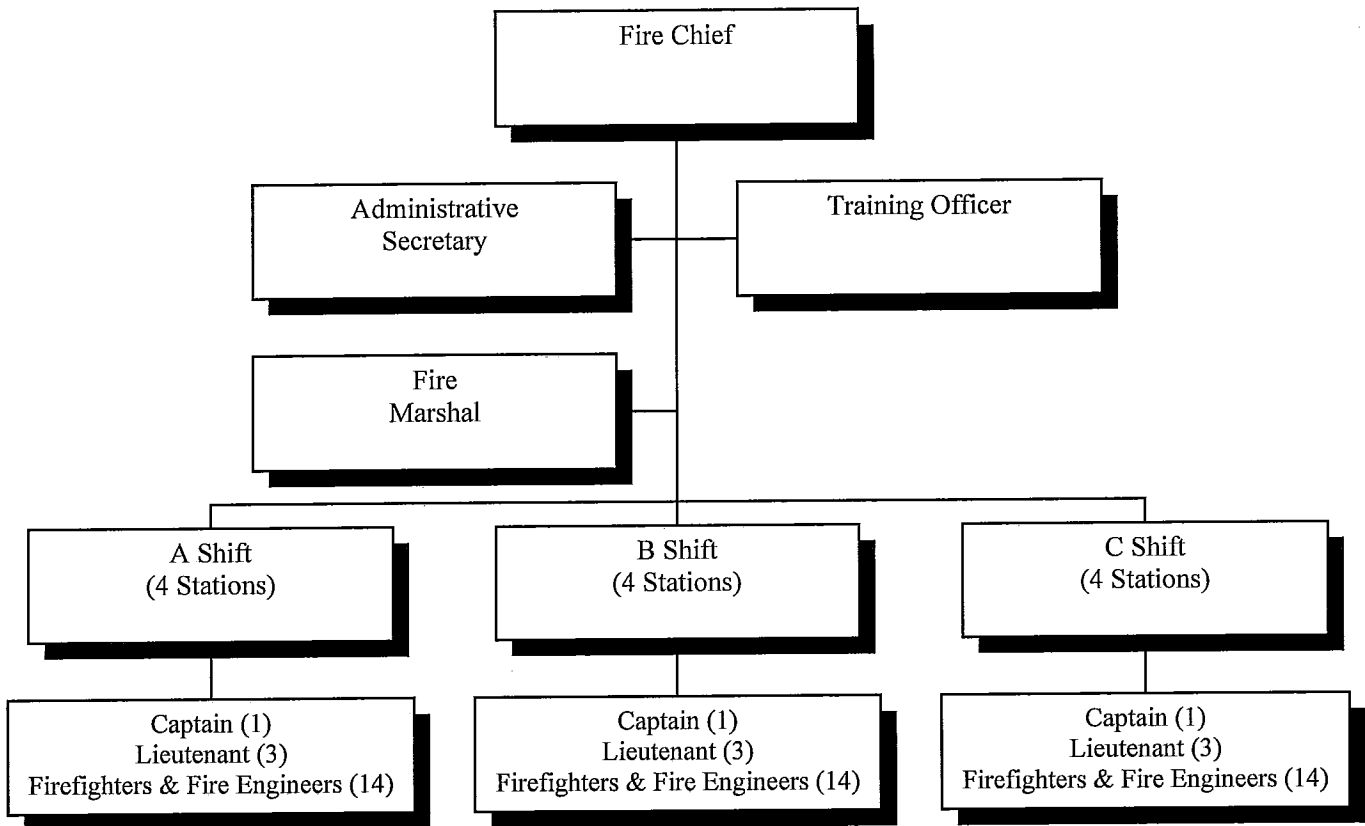 Fire Chief
Administrative
Secretary
Training Officer
Fire
Marshal
A Shift
(4 Stations)
B Shift
(4 Stations)
C Shift
(4 Stations)
Captain (1)
Lieutenant (3)
Firefighters & Fire Engineers (14)
Captain (1)
Lieutenant (3)
Firefighters & Fire Engineers (14)
Captain (1)
Lieutenant (3)
Firefighters & Fire Engineers (14)